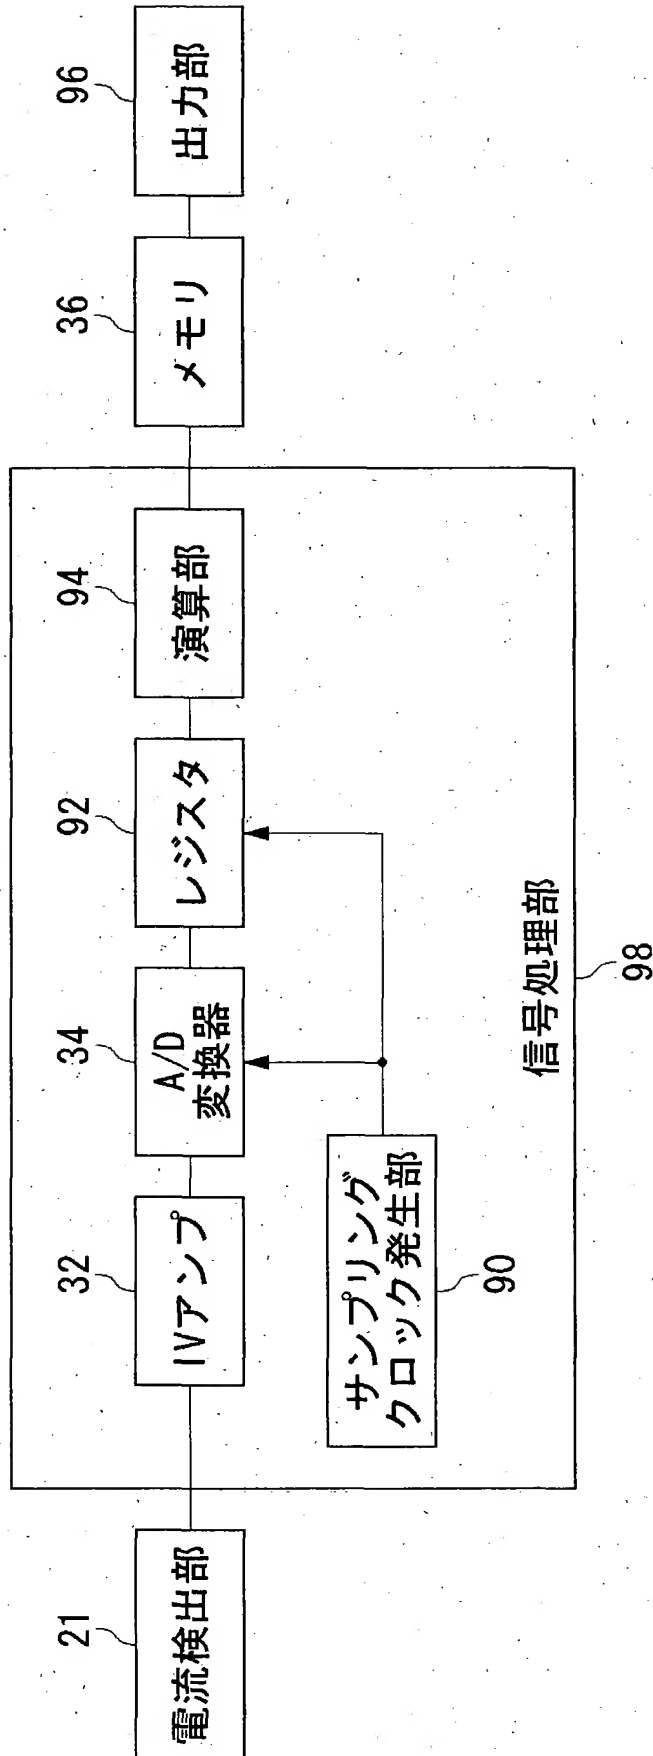 21
電流検出部
32
IVアンプ
34
A/D
変換器
92
レジスタ
94
演算部
36
メモリ
96
出力部
サンプリング
クロック発生部
90
信号処理部
98